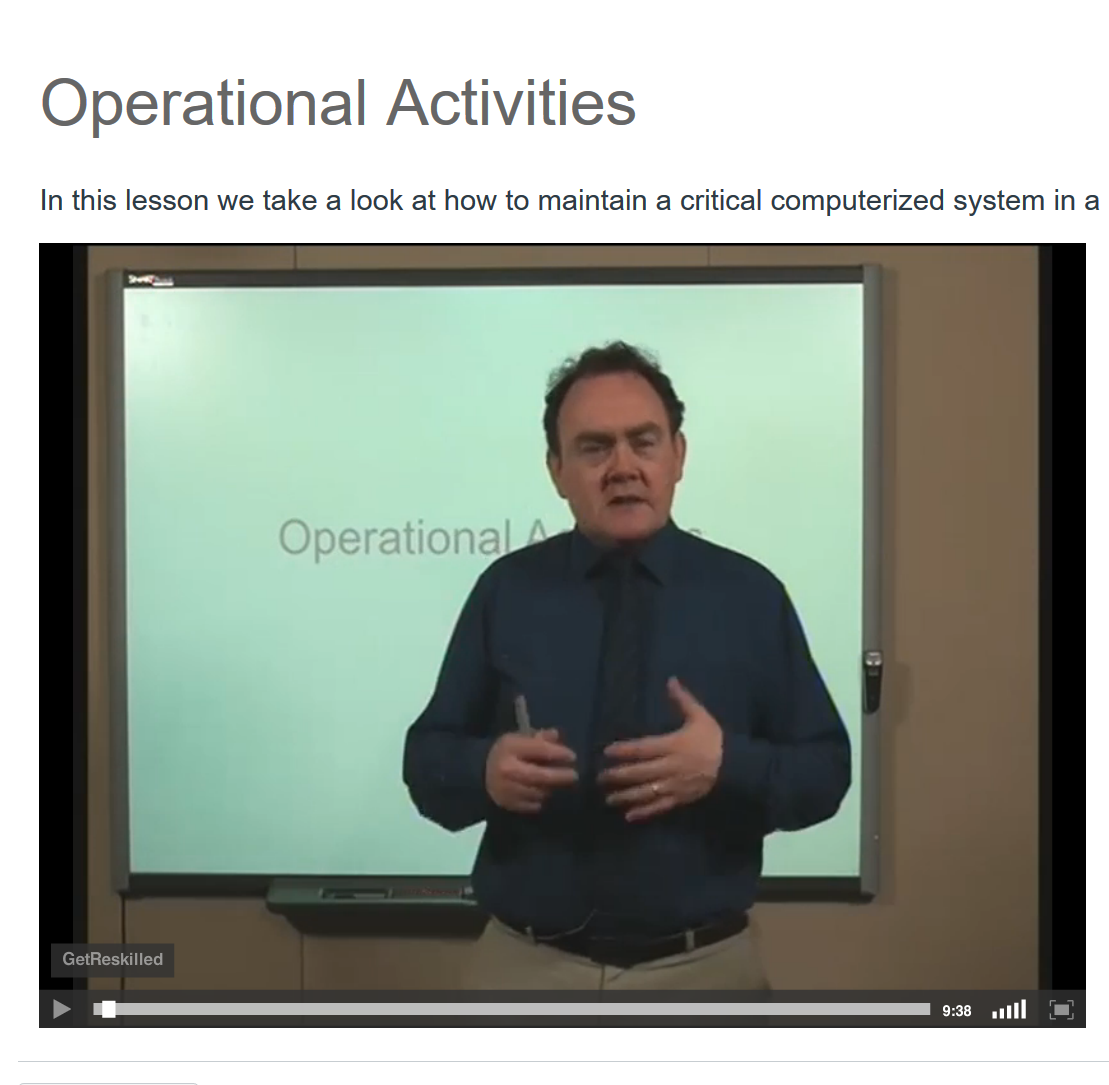 Operational Activities
In this lesson we take a look at how to maintain a critical computerized system in a
SMART
Operational A
GetReskilled
9:38